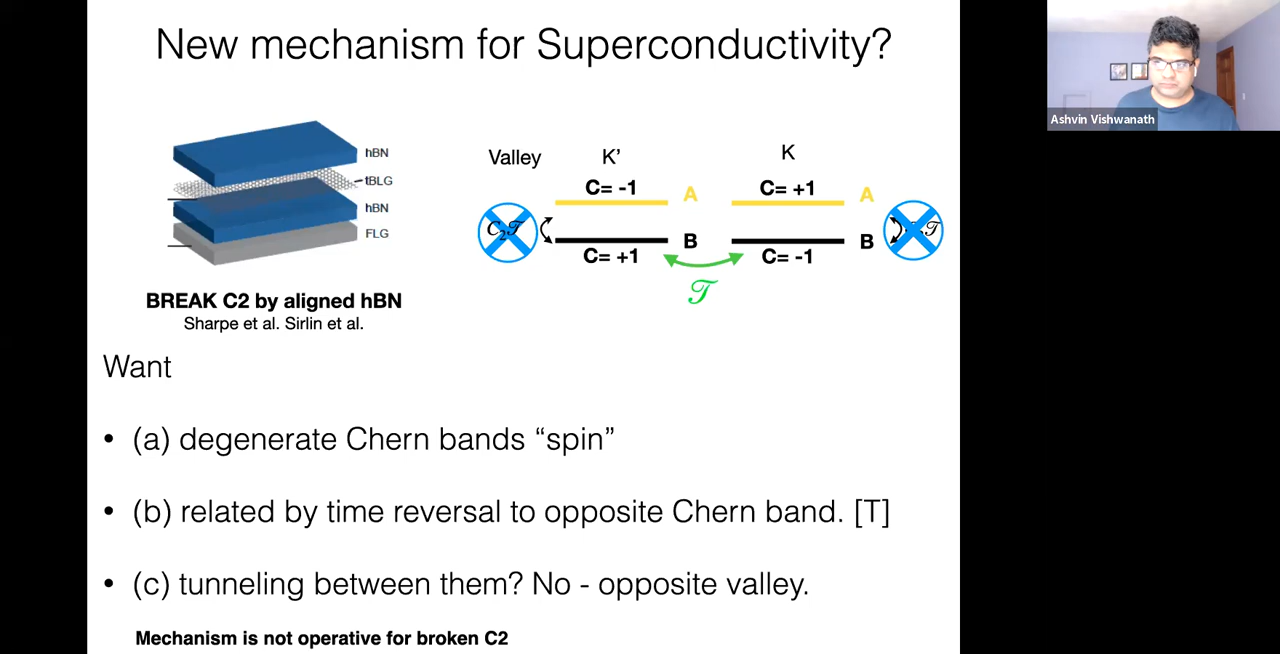 New mechanism for Superconductivity?
Ashvin Vishwanath
hBN
tBLG
hBN
FLG
BREAK C2 by aligned hBN
Sharpe et al. Sirlin et al.
Valley
K’
K
C= -1
A
C= +1
A
C₂𝒯
B
B
𝒯
C= +1
C= -1
𝒯
Want
• (a) degenerate Chern bands “spin”
• (b) related by time reversal to opposite Chern band. [T]
• (c) tunneling between them? No - opposite valley.
Mechanism is not operative for broken C2